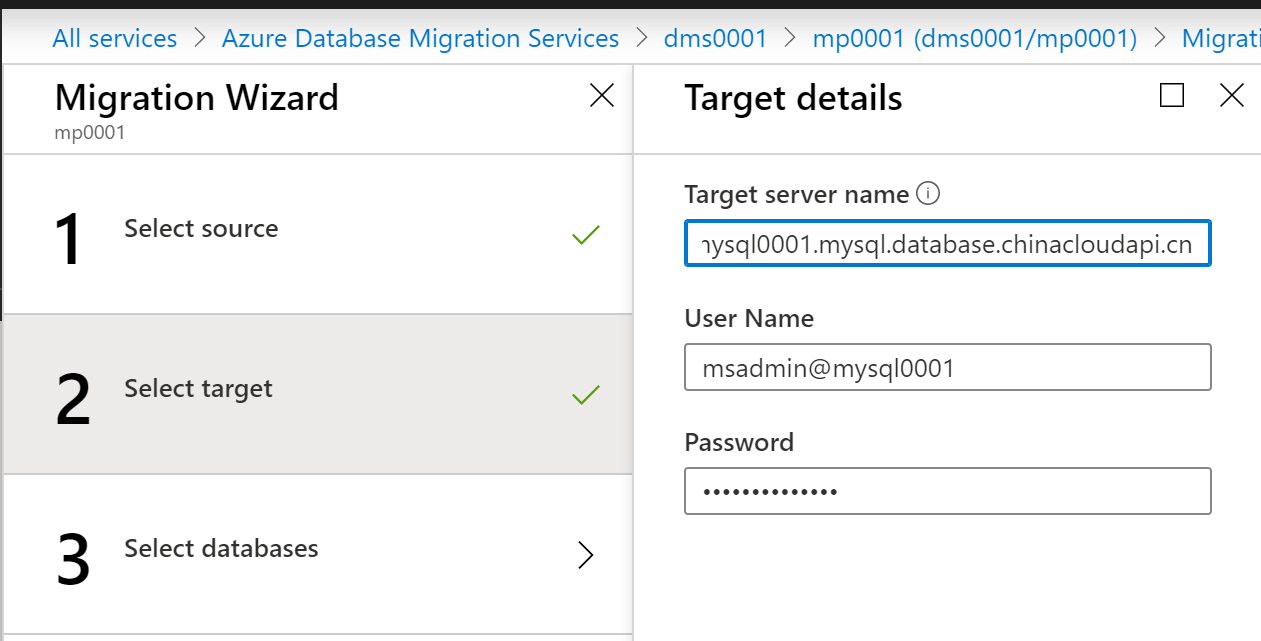 All services > Azure Database Migration Services > dms0001 > mp0001 (dms0001/mp0001) > Migrati
Migration Wizard
mp0001
1 Select source
2 Select target
3 Select databases
Target details
Target server name
mysql0001.mysql.database.chinacloudapi.cn
User Name
msadmin@mysql0001
Password
••••••••••••••